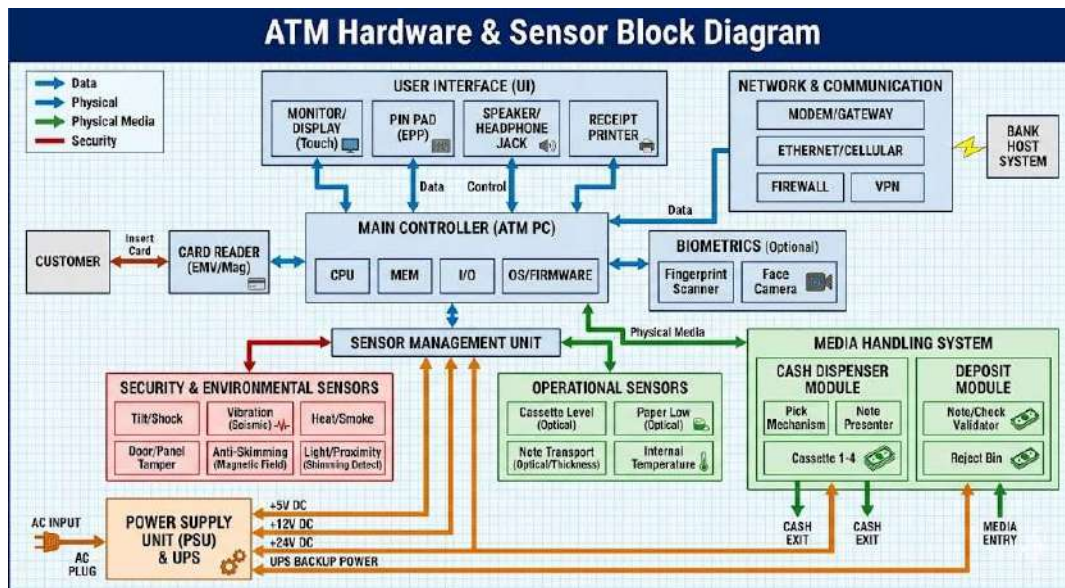 ATM Hardware & Sensor Block Diagram
Data
Physical
Physical Media
Security
USER INTERFACE (UI)
MONITOR/
DISPLAY
(Touch)
PIN PAD
(EPP)
SPEAKER/
HEADPHONE
JACK
RECEIPT
PRINTER
NETWORK & COMMUNICATION
MODEM/GATEWAY
ETHERNET/CELLULAR
FIREWALL
VPN
BANK
HOST
SYSTEM
Data
Control
Data
MAIN CONTROLLER (ATM PC)
CPU
MEM
I/O
OS/FIRMWARE
CUSTOMER
Insert
Card
CARD READER
(EMV/Mag)
BIOMETRICS (Optional)
Fingerprint
Scanner
Face
Camera
SENSOR MANAGEMENT UNIT
Physical Media
SECURITY & ENVIRONMENTAL SENSORS
Tilt/Shock
Vibration
(Seismic)
Heat/Smoke
Door/Panel
Tamper
Anti-Skimming
(Magnetic Field)
Light/Proximity
(Shimming Detect)
OPERATIONAL SENSORS
Cassette Level
(Optical)
Paper Low
(Optical)
Note Transport
(Optical/Thickness)
Internal
Temperature
MEDIA HANDLING SYSTEM
CASH DISPENSER
MODULE
Pick
Mechanism
Note
Presenter
Cassette 1-4
DEPOSIT
MODULE
Note/Check
Validator
Reject Bin
CASH
EXIT
CASH
EXIT
MEDIA
ENTRY
AC INPUT
AC
PLUG
POWER SUPPLY
UNIT (PSU)
& UPS
+5V DC
+12V DC
+24V DC
UPS BACKUP POWER